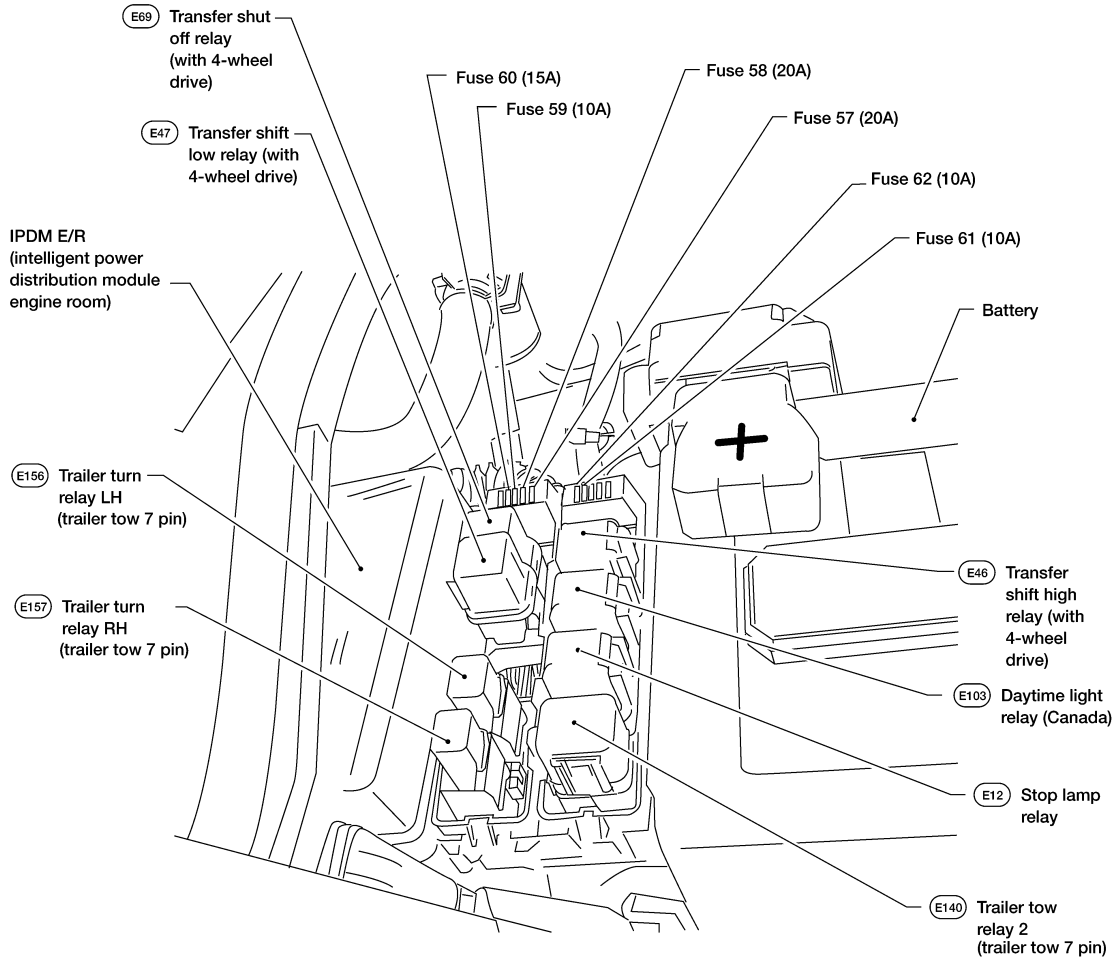 E69 Transfer shut
off relay
(with 4-wheel
drive)
Fuse 60 (15A)
Fuse 58 (20A)
Fuse 59 (10A)
Fuse 57 (20A)
E47 Transfer shift
low relay (with
4-wheel drive)
Fuse 62 (10A)
IPDM E/R
(intelligent power
distribution module
engine room)
Fuse 61 (10A)
Battery
E156 Trailer turn
relay LH
(trailer tow 7 pin)
E157 Trailer turn
relay RH
(trailer tow 7 pin)
E46 Transfer
shift high
relay (with
4-wheel
drive)
E103 Daytime light
relay (Canada)
E12 Stop lamp
relay
E140 Trailer tow
relay 2
(trailer tow 7 pin)